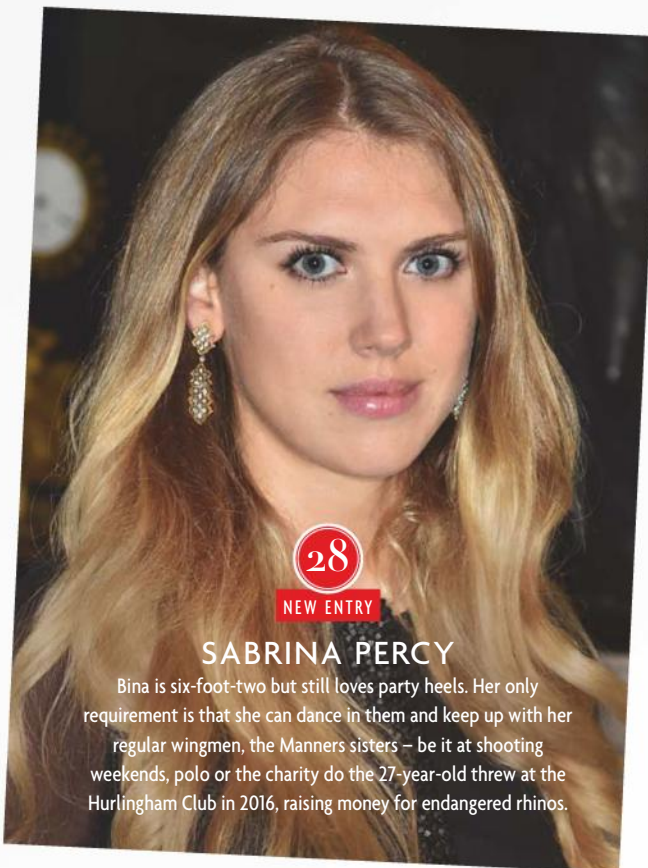 28
NEW ENTRY
SABRINA PERCY
Bina is six-foot-two but still loves party heels. Her only
requirement is that she can dance in them and keep up with her
regular wingmen, the Manners sisters – be it at shooting
weekends, polo or the charity do the 27-year-old threw at the
Hurlingham Club in 2016, raising money for endangered rhinos.